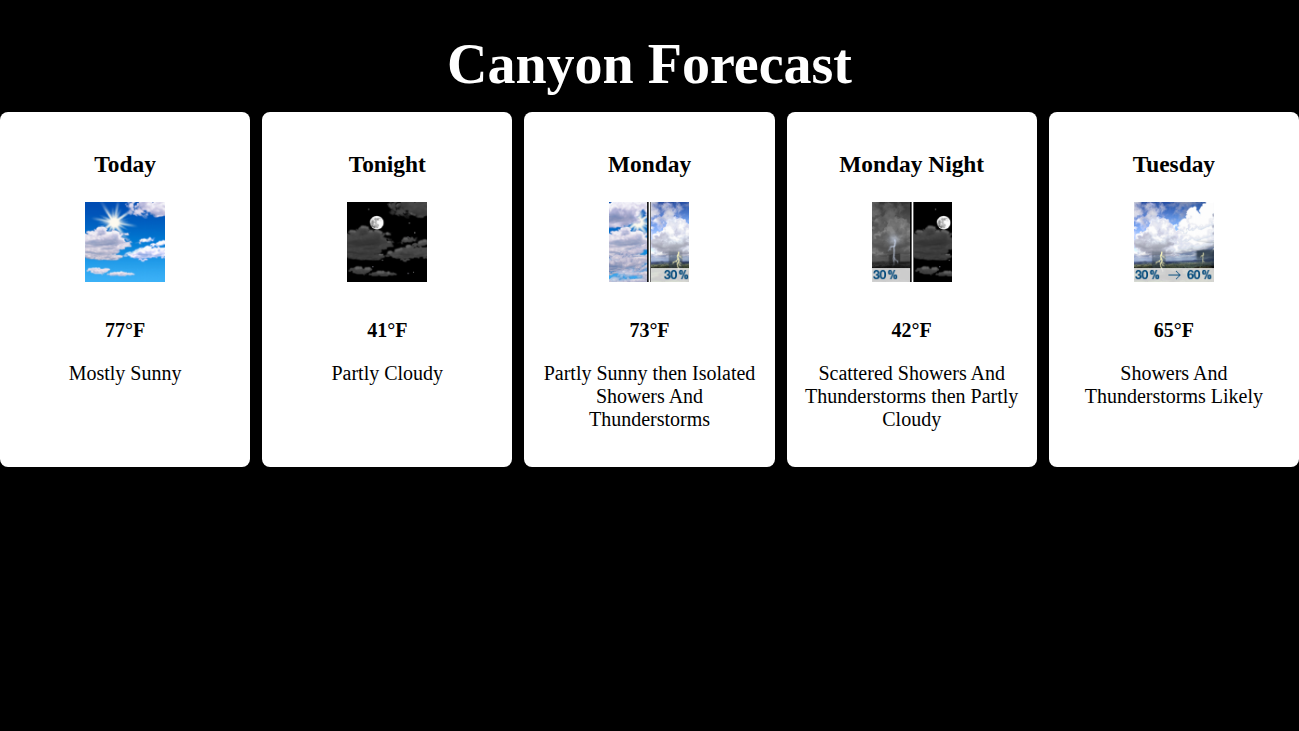 Canyon Forecast
Today
77°F
Mostly Sunny
Tonight
41°F
Partly Cloudy
Monday
30%
73°F
Partly Sunny then Isolated
Showers And
Thunderstorms
Monday Night
30%
42°F
Scattered Showers And
Thunderstorms then Partly
Cloudy
Tuesday
30% → 60%
65°F
Showers And
Thunderstorms Likely